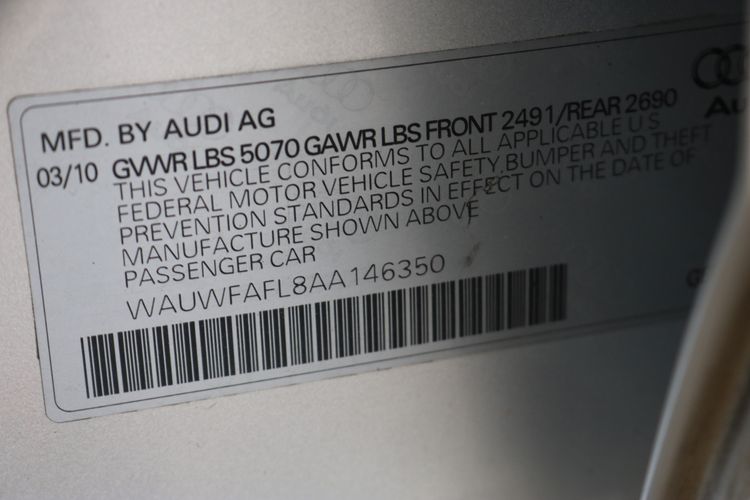 MFD. BY AUDI AG
03/10 GVWR LBS 5070 GAWR LBS FRONT 2491/REAR 2690
THIS VEHICLE CONFORMS TO ALL APPLICABLE U S
FEDERAL MOTOR VEHICLE SAFETY, BUMPER AND THEFT
PREVENTION STANDARDS IN EFFECT ON THE DATE OF
MANUFACTURE SHOWN ABOVE
PASSENGER CAR
WAUWFAFL8AA146350